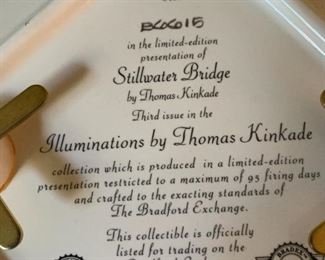 in the limited-edition
presentation of
Stillwater Bridge
by Thomas Kinkade
Third issue in the
Illuminations by Thomas Kinkade
collection which is produced in a limited-edition
presentation restricted to a maximum of 95 firing days
and crafted to the exacting standards of
The Bradford Exchange.
This collectible is officially
listed for trading on the
BRADEX